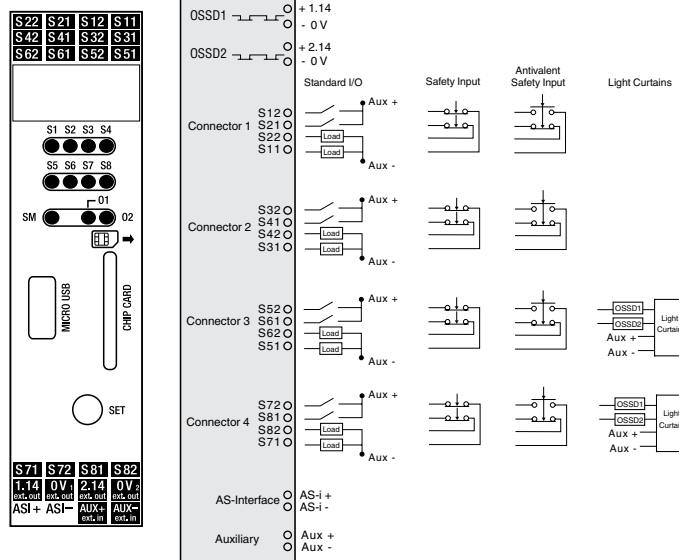 S22 S21 S12 S11
S42 S41 S32 S31
S62 S61 S52 S51
S1 S2 S3 S4
S5 S6 S7 S8
O1
SM
O2
MICRO USB
CHIP CARD
SET
S71 S72 S81 S82
1.14 0V1 2.14 0V2
ext. out ext. out ext. out ext. out
ASI+ ASI− AUX+ AUX−
ext. in ext. in
OSSD1
+ 1.14
- 0 V
OSSD2
+ 2.14
- 0 V
Standard I/O
Safety Input
Antivalent
Safety Input
Light Curtains
Connector 1
S12
S21
S22
S11
Load
Load
Aux +
Aux -
Connector 2
S32
S41
S42
S31
Load
Load
Aux +
Aux -
Connector 3
S52
S61
S62
S51
Load
Load
Aux +
Aux -
OSSD1
OSSD2
Aux +
Aux -
Light
Curtai
Connector 4
S72
S81
S82
S71
Load
Load
Aux +
Aux -
OSSD1
OSSD2
Aux +
Aux -
Light
Curtai
AS-Interface
AS-i +
AS-i -
Auxiliary
Aux +
Aux -